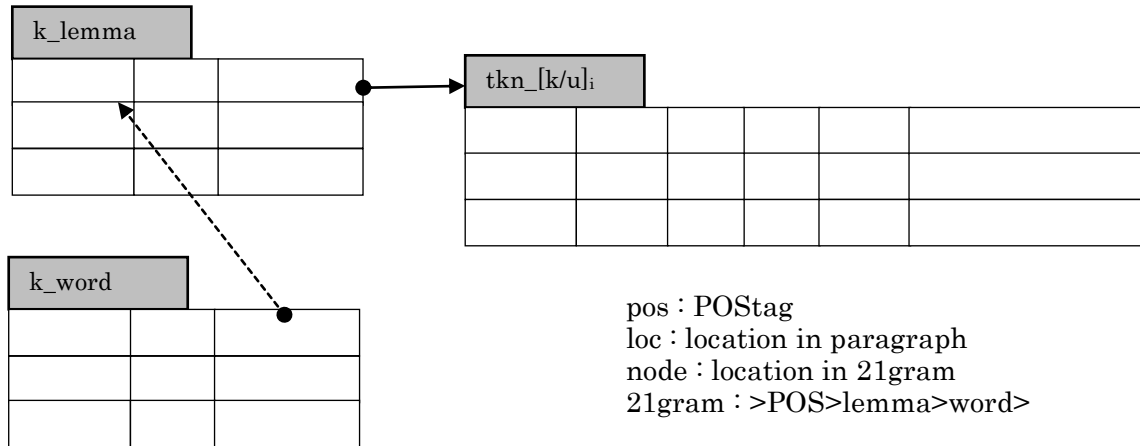 k_lemma
tkn_[k/u]i
k_word
pos : POStag
loc : location in paragraph
node : location in 21gram
21gram : >POS>lemma>word>